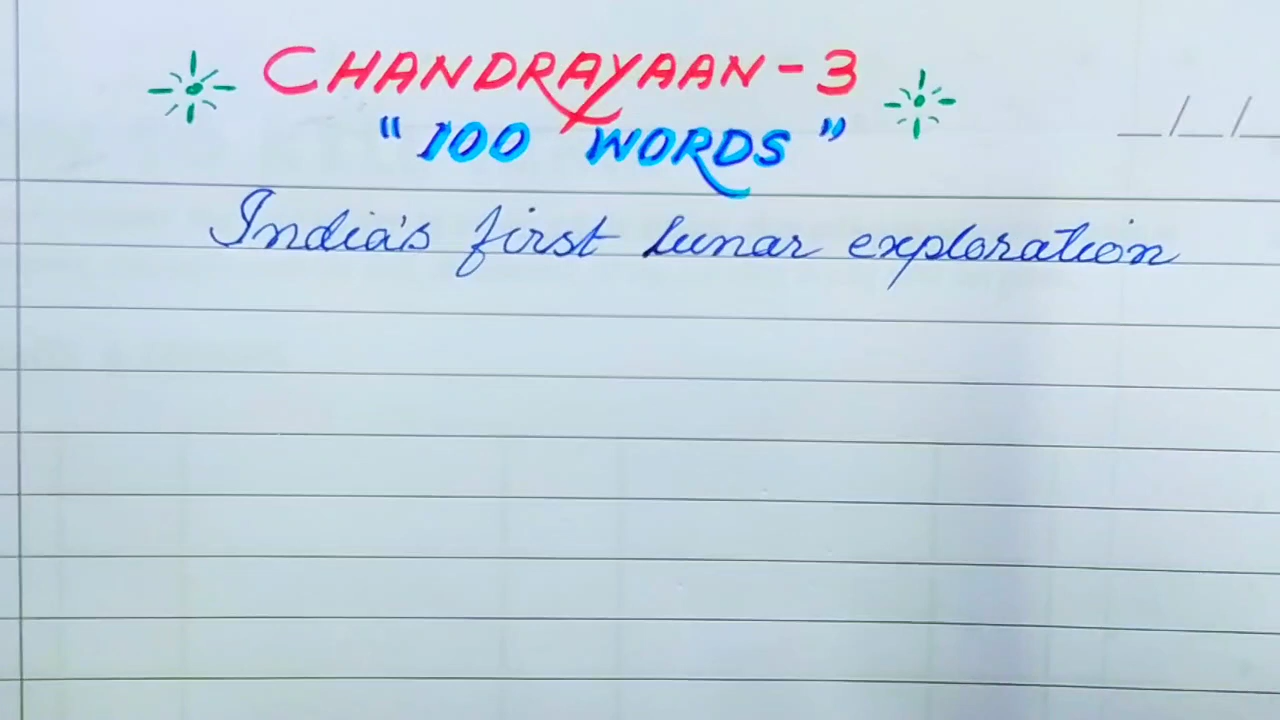 CHANDRAYAAN-3
"100 WORDS"
_/_/_
India's first lunar exploration